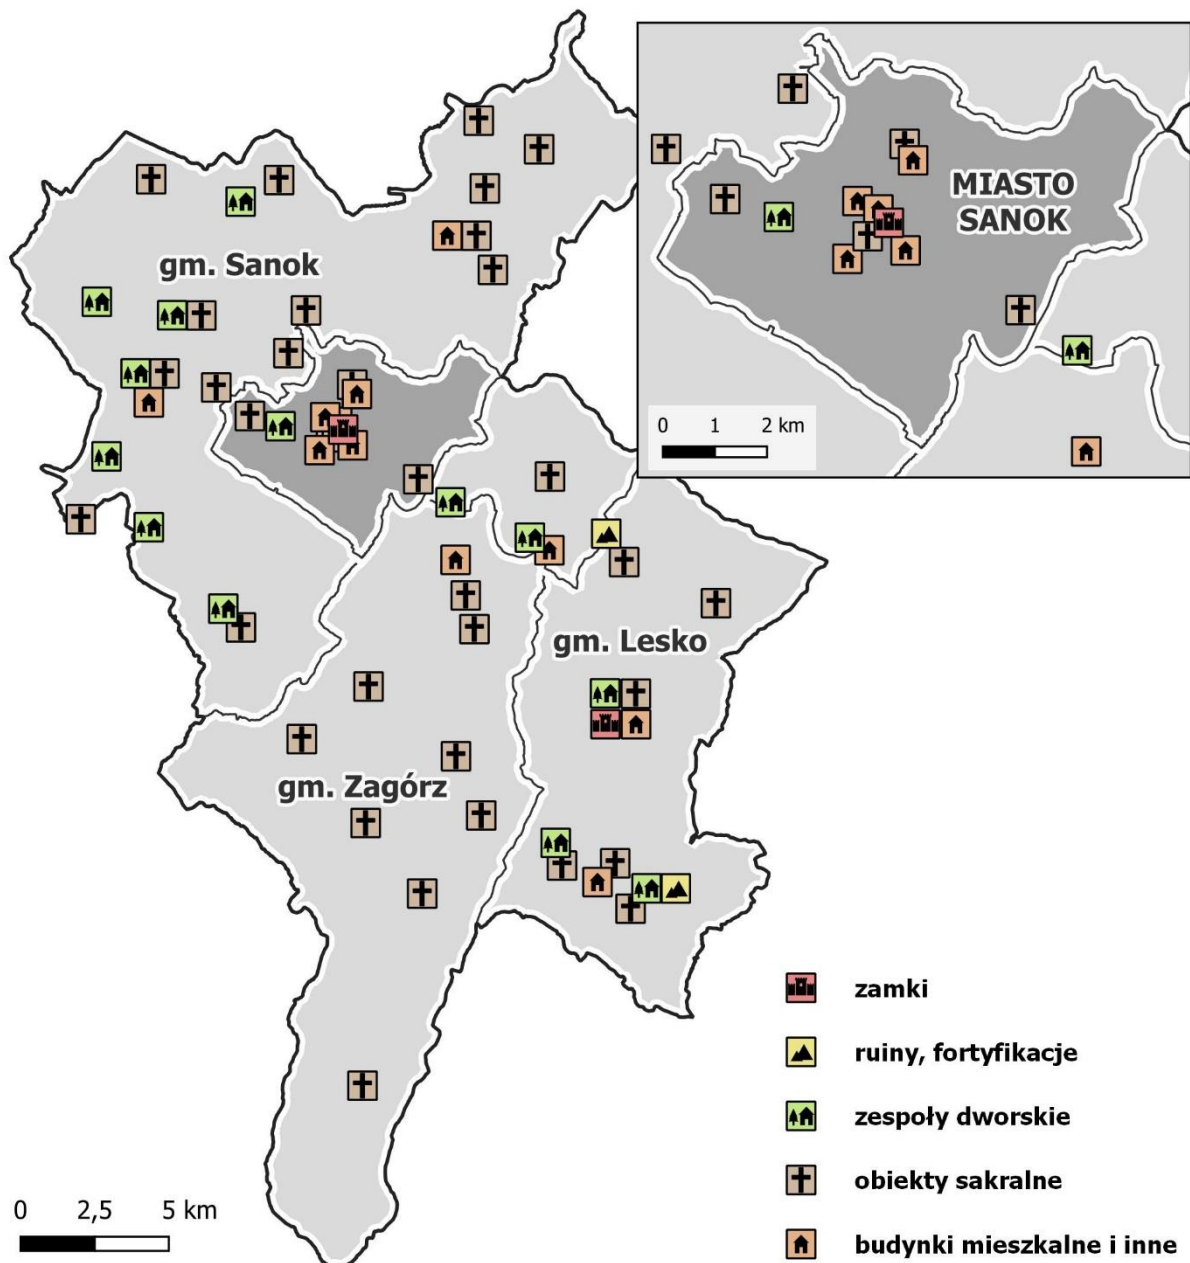 MIASTO
SANOK
gm. Sanok
0 1 2 km
gm. Lesko
gm. Zagórz
zamki
ruiny, fortyfikacje
zespoły dworskie
obiekty sakralne
0 2,5 5 km
budynki mieszkalne i inne